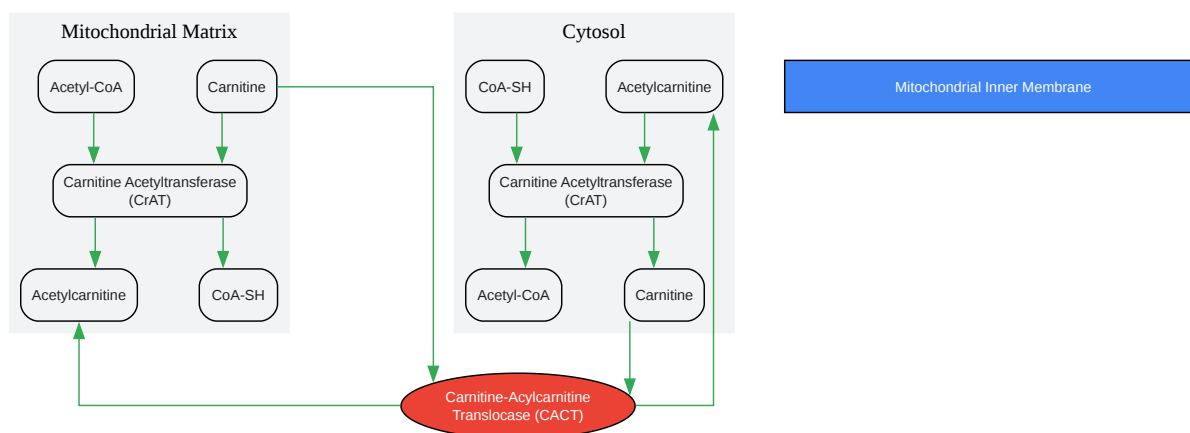 Mitochondrial Matrix
Cytosol
Acetyl-CoA
Carnitine
CoA-SH
Acetylcarnitine
Mitochondrial Inner Membrane
Carnitine Acetyltransferase
(CrAT)
Carnitine Acetyltransferase
(CrAT)
Acetylcarnitine
CoA-SH
Acetyl-CoA
Carnitine
Carnitine-Acylcarnitine
Translocase (CACT)